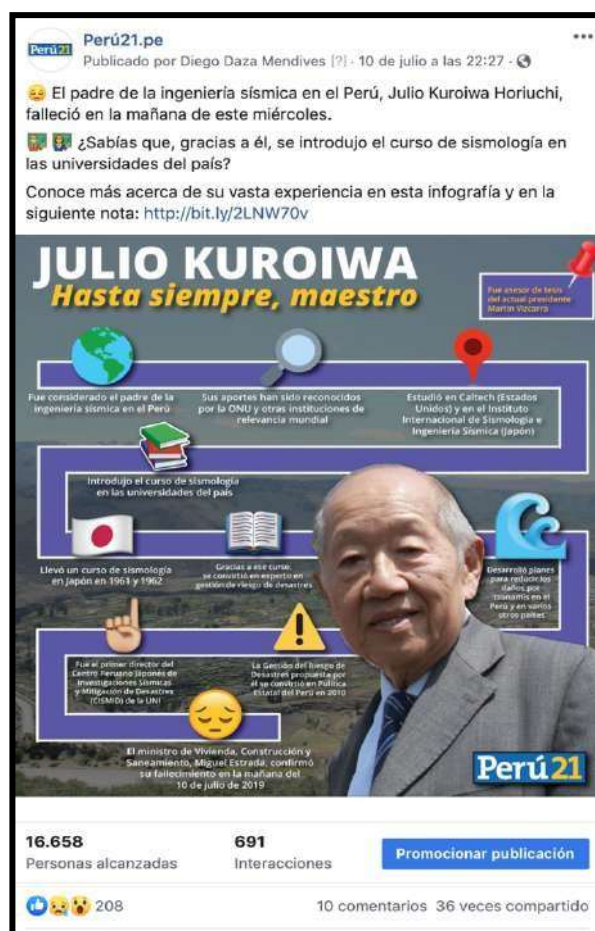 Perú21
Perú21.pe
Publicado por Diego Daza Mendives [?] · 10 de julio a las 22:27 ·
El padre de la ingeniería sísmica en el Perú, Julio Kuroiwa Horiuchi,
falleció en la mañana de este miércoles.
¿Sabías que, gracias a él, se introdujo el curso de sismología en
las universidades del país?
Conoce más acerca de su vasta experiencia en esta infografía y en la
siguiente nota: http://bit.ly/2LNW70v
JULIO KUROIWA
Hasta siempre, maestro
Fue asesor de tesis
del actual presidente
Martín Vizcarra
Fue considerado el padre de la
ingeniería sísmica en el Perú
Sus aportes han sido reconocidos
por la ONU y otras instituciones de
relevancia mundial
Estudió en Caltech (Estados
Unidos) y en el Instituto
Internacional de Sismología e
Ingeniería Sísmica (Japón)
Introdujo el curso de sismología
en las universidades del país
Llevó un curso de sismología
en Japón en 1961 y 1962
Gracias a ese curso,
se convirtió en experto en
gestión de riesgo de desastres
Desarrolló planes
para reducir los
daños por
tsunamis en el
Perú y en varios
otros países
Fue el primer director del
Centro Peruano Japonés de
Investigaciones Sísmicas
y Mitigación de Desastres
(CISMID) de la UNI
La Gestión del Riesgo de
Desastres propuesta por
él se convirtió en Política
Estatal del Perú en 2010
El ministro de Vivienda, Construcción y
Saneamiento, Miguel Estrada, confirmó
su fallecimiento en la mañana del
10 de julio de 2019
Perú21
16.658
Personas alcanzadas
691
Interacciones
Promocionar publicación
208
10 comentarios 36 veces compartido